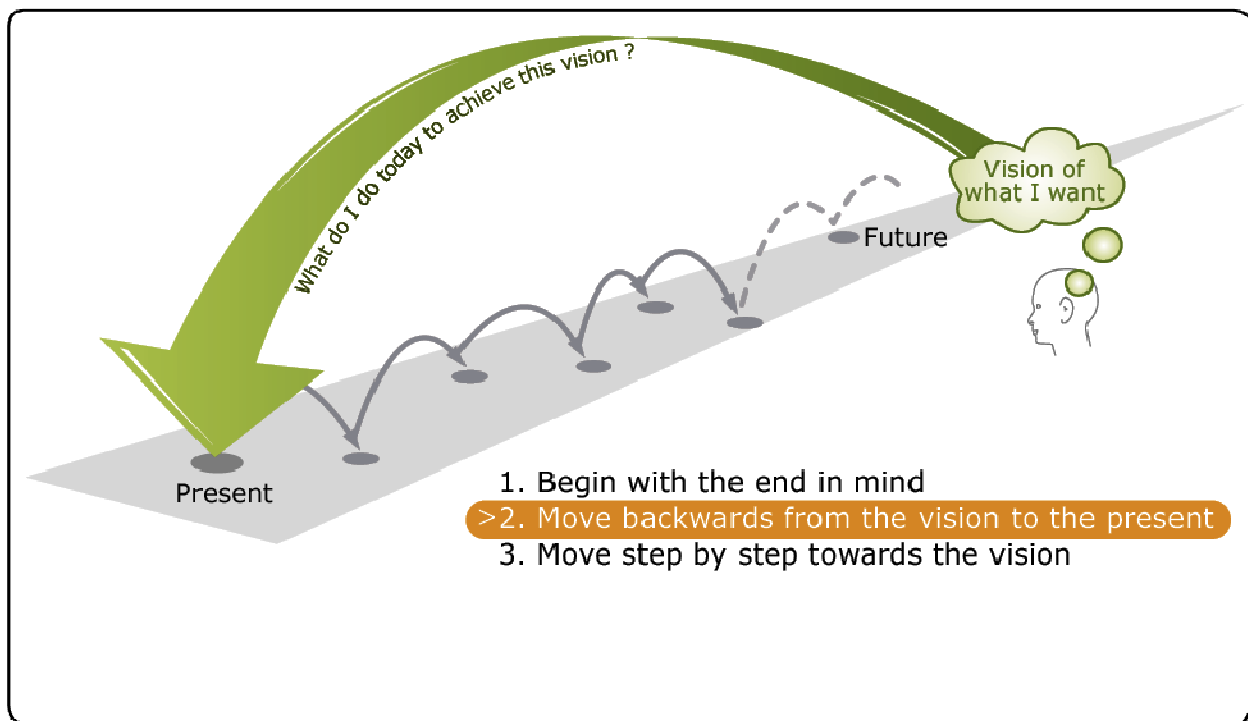 What do I do today to achieve this vision ?
Vision of
what I want
Future
Present
1. Begin with the end in mind
>2. Move backwards from the vision to the present
3. Move step by step towards the vision